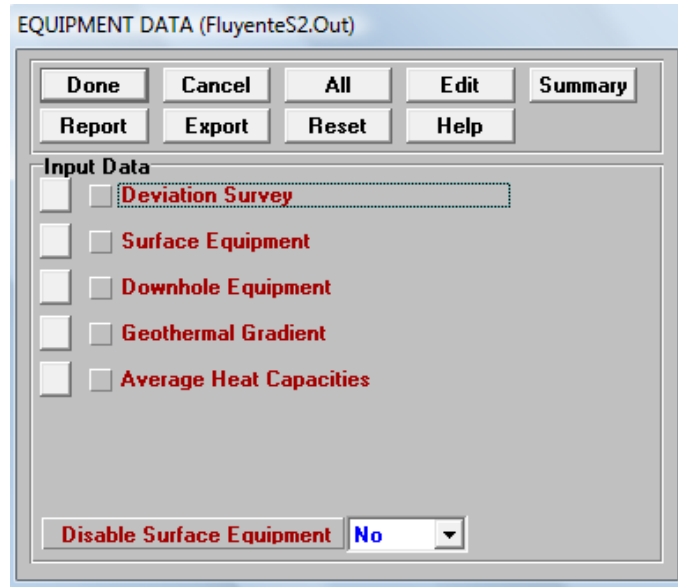 EQUIPMENT DATA (FluyenteS2.Out)
Done Cancel All Edit Summary
Report Export Reset Help
Input Data
Deviation Survey
Surface Equipment
Downhole Equipment
Geothermal Gradient
Average Heat Capacities
Disable Surface Equipment No